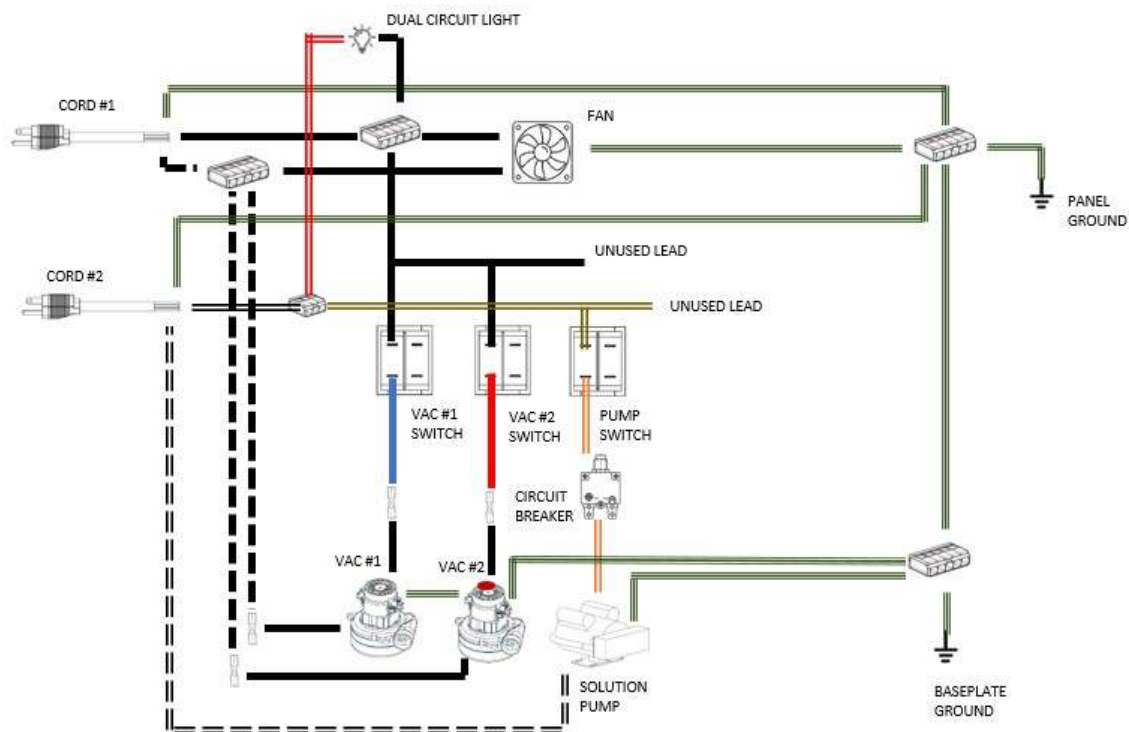 DUAL CIRCUIT LIGHT
CORD #1
FAN
PANEL
GROUND
UNUSED LEAD
CORD #2
UNUSED LEAD
VAC #1
SWITCH
VAC #2
SWITCH
PUMP
SWITCH
CIRCUIT
BREAKER
VAC #1
VAC #2
SOLUTION
PUMP
BASEPLATE
GROUND